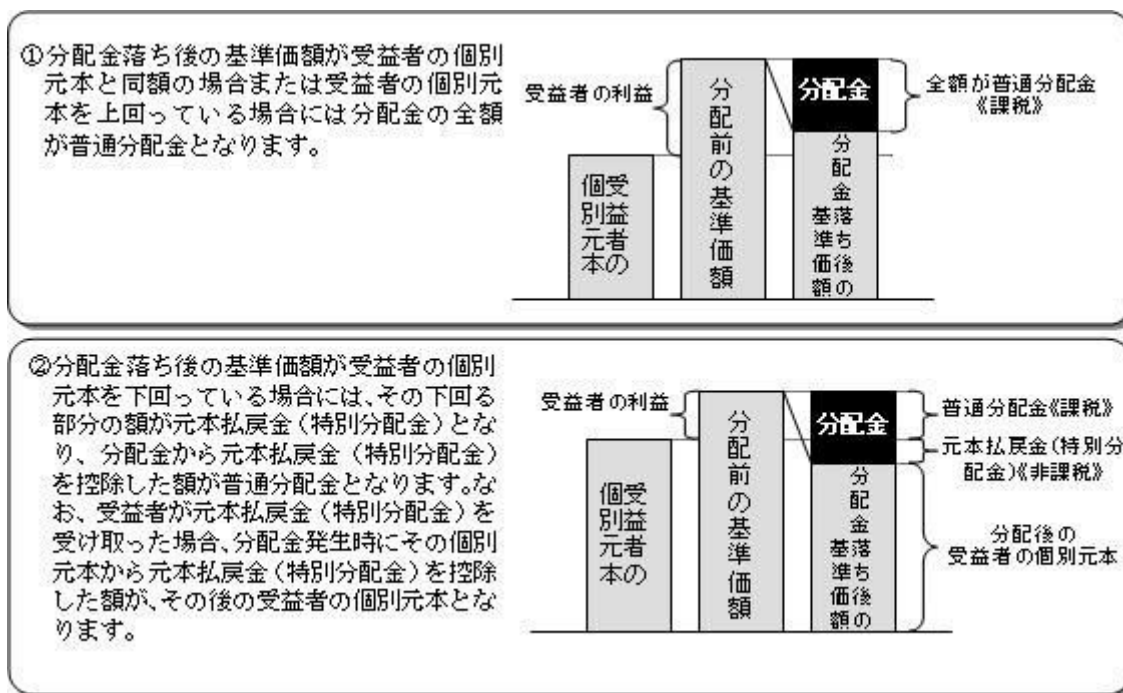 ①分配金落ち後の基準価額が受益者の個別
元本と同額の場合または受益者の個別元
本を上回っている場合には分配金の全額
が普通分配金となります。
受益者の利益
受益者の
個別元本
分配前の基準価額
分配金
分配金落ち後の
基準価額
全額が普通分配金
《課税》
②分配金落ち後の基準価額が受益者の個別
元本を下回っている場合には、その下回る
部分の額が元本払戻金(特別分配金)とな
り、分配金から元本払戻金(特別分配金)
を控除した額が普通分配金となります。な
お、受益者が元本払戻金(特別分配金)を
受け取った場合、分配金発生時にその個別
元本から元本払戻金(特別分配金)を控除
した額が、その後の受益者の個別元本とな
ります。
受益者の利益
受益者の
個別元本
分配前の基準価額
分配金
分配金落ち後の
基準価額
普通分配金《課税》
元本払戻金(特別分
配金)《非課税》
分配後の
受益者の個別元本